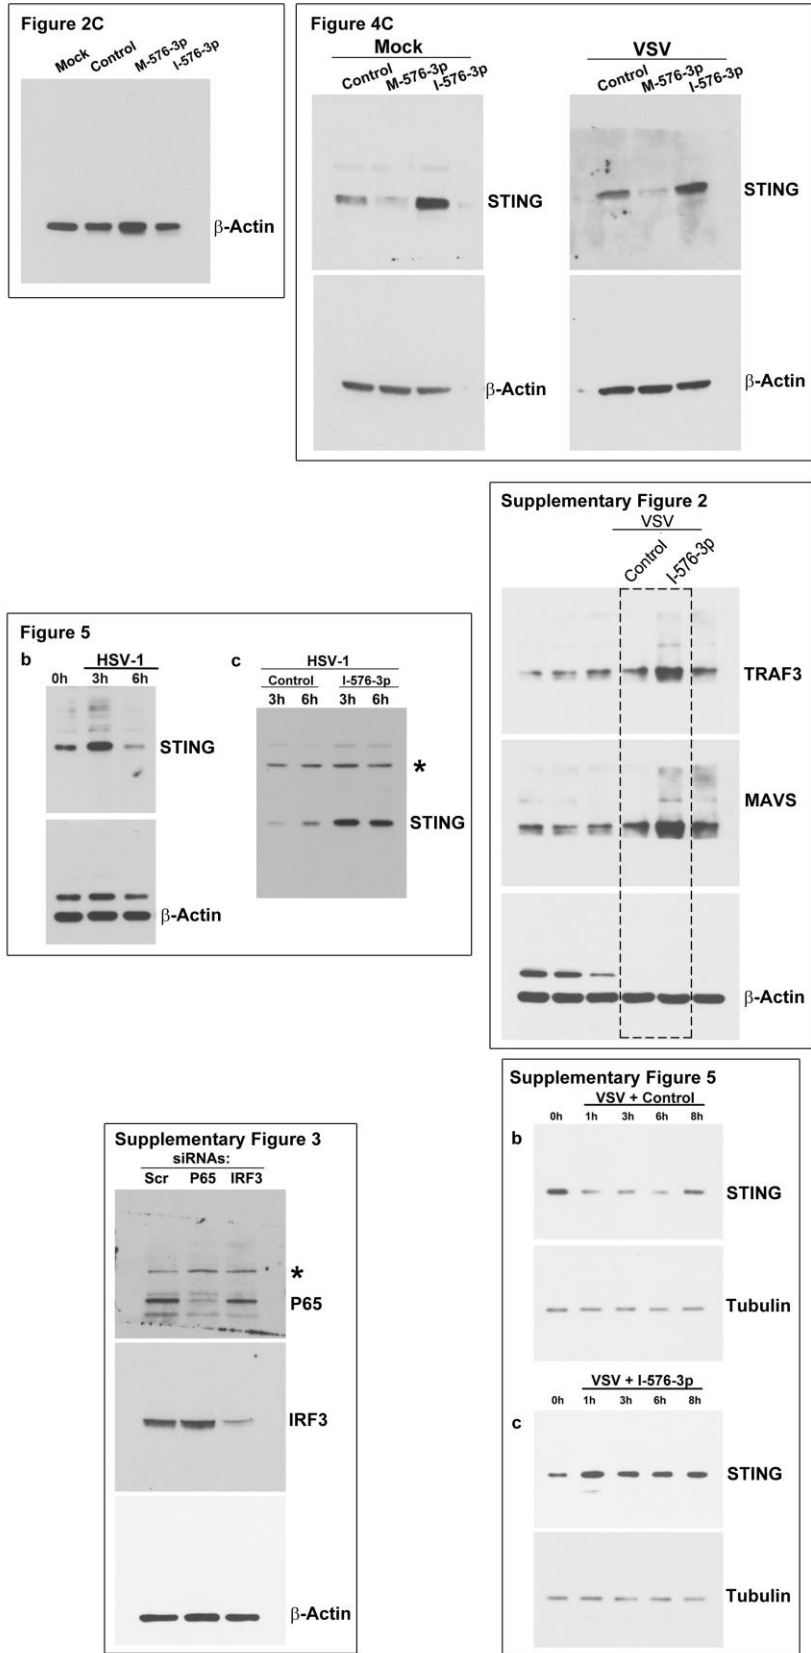 Figure 2C
Mock Control M-576-3p I-576-3p
β-Actin
Figure 4C
Mock
Control M-576-3p I-576-3p
STING
β-Actin
VSV
Control M-576-3p I-576-3p
STING
β-Actin
Supplementary Figure 2
VSV
Control I-576-3p
TRAF3
MAVS
β-Actin
Figure 5
b
HSV-1
0h 3h 6h
STING
β-Actin
c
HSV-1
Control I-576-3p
3h 6h 3h 6h
*
STING
Supplementary Figure 3
siRNAs:
Scr P65 IRF3
*
P65
IRF3
β-Actin
Supplementary Figure 5
VSV + Control
0h 1h 3h 6h 8h
b
STING
Tubulin
VSV + I-576-3p
0h 1h 3h 6h 8h
c
STING
Tubulin